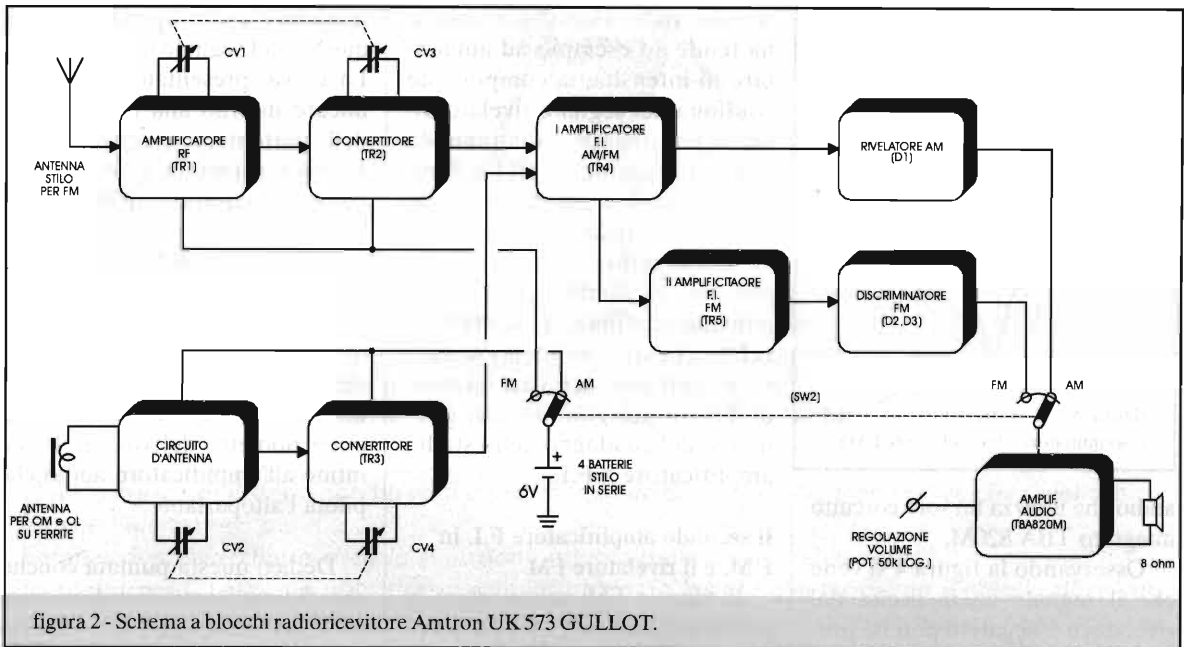 CV1
CV3
ANTENNA
STILO
PER FM
AMPLIFICATORE
RF
(TR1)
CONVERTITORE
(TR2)
I AMPLIFICATORE
F.I.
AM/FM
(TR4)
RIVELATORE AM
(D1)
II AMPLIFICITAORE
F.I.
FM
(TR5)
DISCRIMINATORE
FM
(D2,D3)
FM
AM
(SW2)
FM
AM
ANTENNA
PER OM e OL
SU FERRITE
CIRCUITO
D'ANTENNA
CONVERTITORE
(TR3)
CV2
CV4
+
6V
4 BATTERIE
STILO
IN SERIE
REGOLAZIONE
VOLUME
(POT. 50k LOG.)
AMPLIF.
AUDIO
(TBA820M)
8 ohm
figura 2 - Schema a blocchi radioricevitore Amtron UK 573 GULLOT.